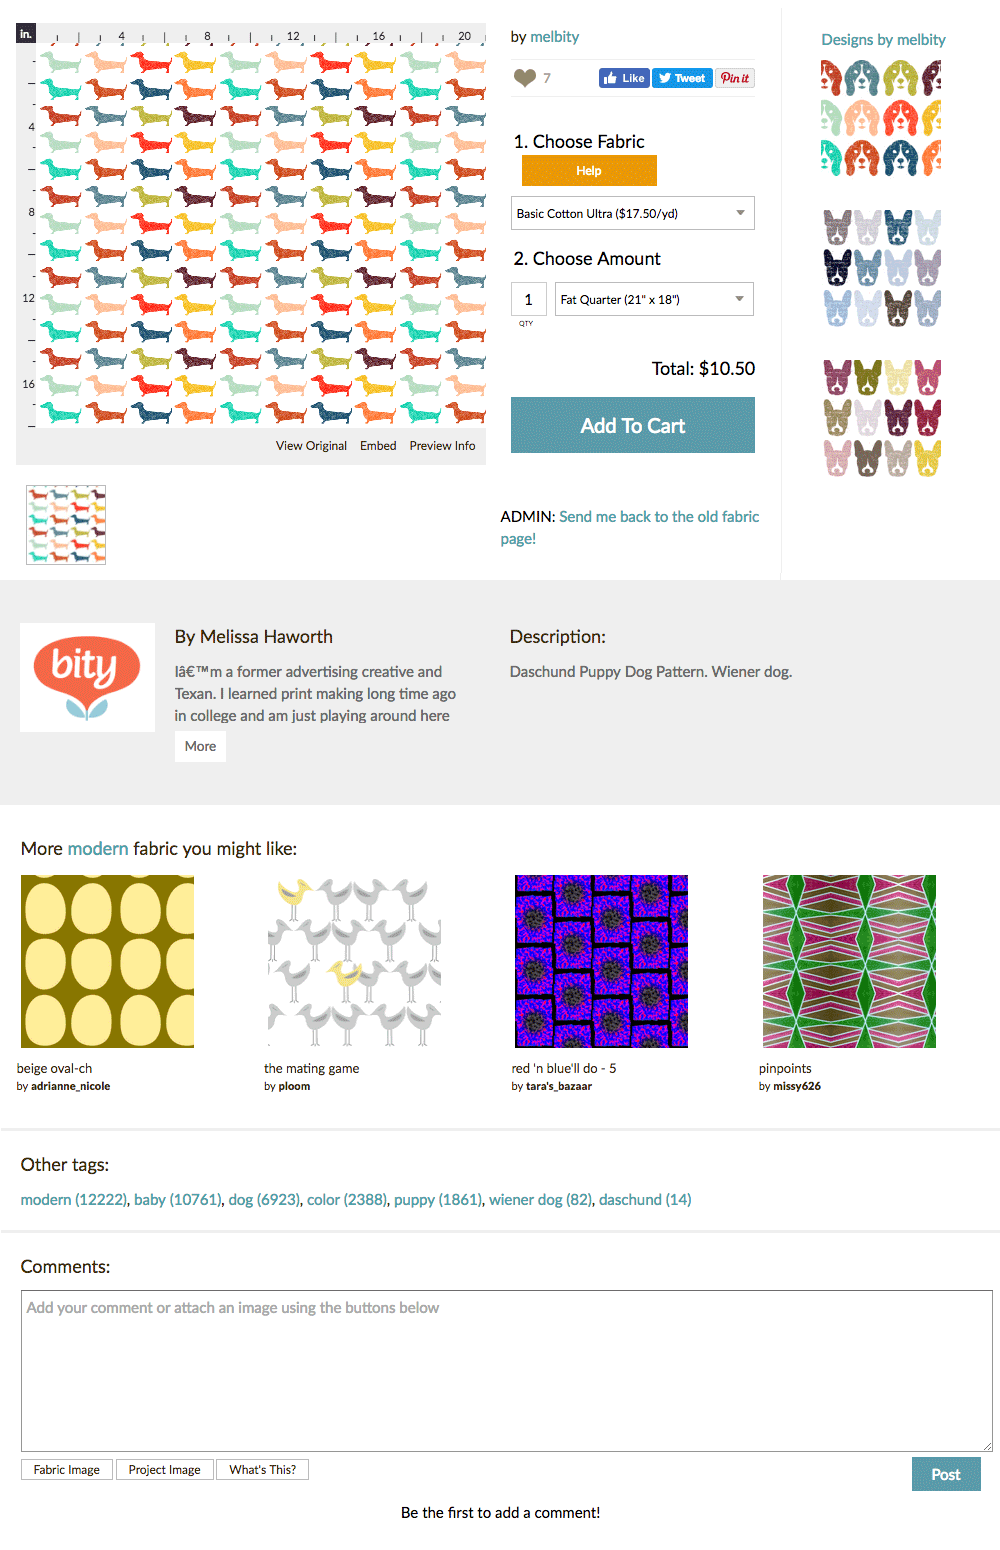 in.
4
8
12
16
20
4
8
12
16
View Original Embed Preview Info
by melbity
7
Like Tweet Pin it
1. Choose Fabric
Help
Basic Cotton Ultra ($17.50/yd)
2. Choose Amount
1
Fat Quarter (21" x 18")
QTY
Total: $10.50
Add To Cart
ADMIN: Send me back to the old fabric
page!
Designs by melbity
bity
By Melissa Haworth
Iâ€™m a former advertising creative and
Texan. I learned print making long time ago
in college and am just playing around here
More
Description:
Daschund Puppy Dog Pattern. Wiener dog.
More modern fabric you might like:
beige oval-ch
by adrianne_nicole
the mating game
by ploom
red 'n blue'll do - 5
by tara's_bazaar
pinpoints
by missy626
Other tags:
modern (12222), baby (10761), dog (6923), color (2388), puppy (1861), wiener dog (82), daschund (14)
Comments:
Add your comment or attach an image using the buttons below
Fabric Image Project Image What's This?
Post
Be the first to add a comment!